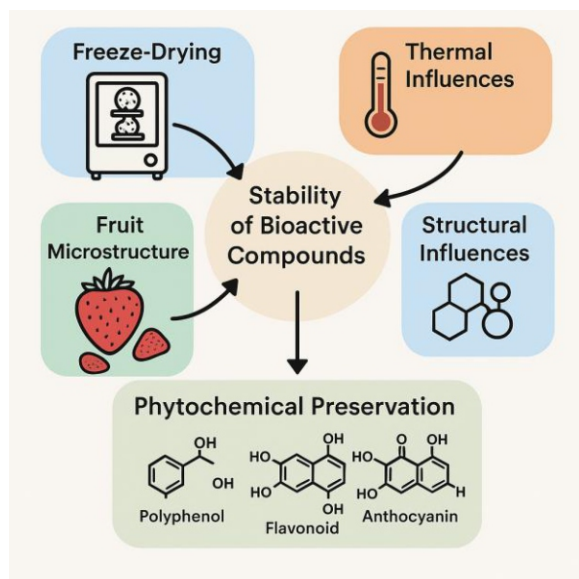 Freeze-Drying
Thermal
Influences
Stability
of Bioactive
Compounds
Fruit
Microstructure
Structural
Influences
Phytochemical Preservation
OH
OH
Polyphenol
HO
HO
OH
OH
Flavonoid
HO
O
OH
HO
H
Anthocyanin